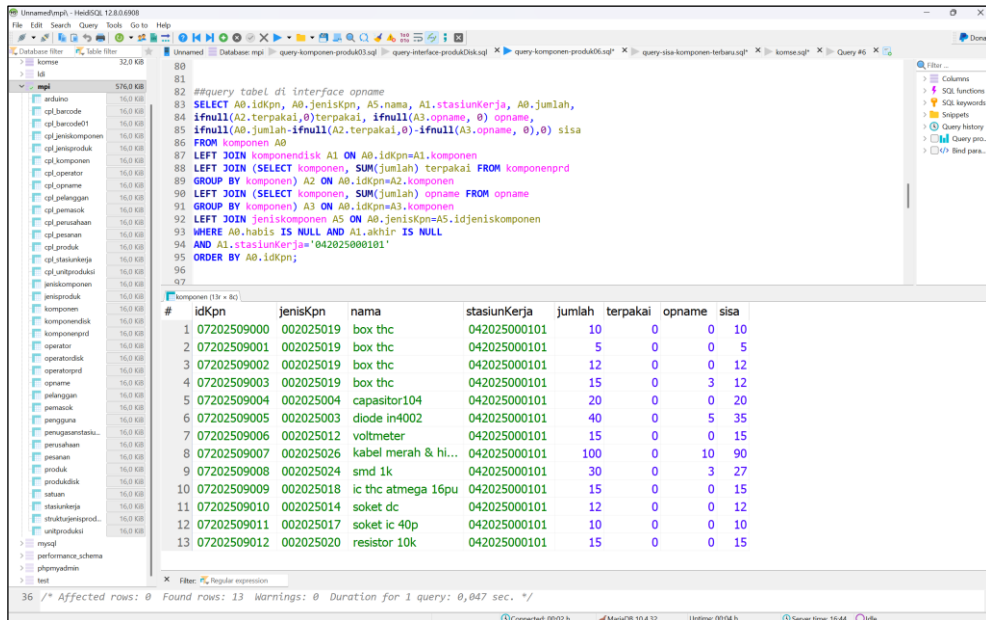 Unnamed\mpi\ - HeidiSQL 12.8.0.6908
File Edit Search Query Tools Go to Help
Database filter Table filter
Unnamed Database: mpi query-komponen-produk03.sql query-interface-produkDisk.sql query-komponen-produk06.sql* query-sisa-komponen-terbaru.sql* komse.sql* Query #6
komse 32,0 KiB
ldi
mpi 576,0 KiB
arduino 16,0 KiB
cpl_barcode 16,0 KiB
cpl_barcode01 16,0 KiB
cpl_jeniskomponen 16,0 KiB
cpl_jenisproduk 16,0 KiB
cpl_komponen 16,0 KiB
cpl_operator 16,0 KiB
cpl_opname 16,0 KiB
cpl_pelanggan 16,0 KiB
cpl_pemasok 16,0 KiB
cpl_perusahaan 16,0 KiB
cpl_pesanan 16,0 KiB
cpl_produk 16,0 KiB
cpl_stasiunkerja 16,0 KiB
cpl_unitproduksi 16,0 KiB
jeniskomponen 16,0 KiB
jenisproduk 16,0 KiB
komponen 16,0 KiB
komponendisk 16,0 KiB
komponenprd 16,0 KiB
operator 16,0 KiB
operatordisk 16,0 KiB
operatorprd 16,0 KiB
opname 16,0 KiB
pelanggan 16,0 KiB
pemasok 16,0 KiB
pengguna 16,0 KiB
penugasanstasiu... 16,0 KiB
perusahaan 16,0 KiB
pesanan 16,0 KiB
produk 16,0 KiB
produkdisk 16,0 KiB
satuan 16,0 KiB
stasiunkerja 16,0 KiB
strukturjenisprod... 16,0 KiB
unitproduksi 16,0 KiB
mysql
performance_schema
phpmyadmin
test
80
81
82 ##query tabel di interface opname
83 SELECT A0.idKpn, A0.jenisKpn, A5.nama, A1.stasiunKerja, A0.jumlah,
84 ifnull(A2.terpakai,0)terpakai, ifnull(A3.opname, 0) opname,
85 ifnull(A0.jumlah-ifnull(A2.terpakai,0)-ifnull(A3.opname, 0),0) sisa
86 FROM komponen A0
87 LEFT JOIN komponendisk A1 ON A0.idKpn=A1.komponen
88 LEFT JOIN (SELECT komponen, SUM(jumlah) terpakai FROM komponenprd
89 GROUP BY komponen) A2 ON A0.idKpn=A2.komponen
90 LEFT JOIN (SELECT komponen, SUM(jumlah) opname FROM opname
91 GROUP BY komponen) A3 ON A0.idKpn=A3.komponen
92 LEFT JOIN jeniskomponen A5 ON A0.jenisKpn=A5.idjeniskomponen
93 WHERE A0.habis IS NULL AND A1.akhir IS NULL
94 AND A1.stasiunKerja='042025000101'
95 ORDER BY A0.idKpn;
96
97
Filter ...
Columns
SQL functions
SQL keywords
Snippets
Query history
Query pro...
Bind para...
komponen (13r × 8c)
# idKpn jenisKpn nama stasiunKerja jumlah terpakai opname sisa
1 07202509000 002025019 box thc 042025000101 10 0 0 10
2 07202509001 002025019 box thc 042025000101 5 0 0 5
3 07202509002 002025019 box thc 042025000101 12 0 0 12
4 07202509003 002025019 box thc 042025000101 15 0 3 12
5 07202509004 002025004 capasitor104 042025000101 20 0 0 20
6 07202509005 002025003 diode in4002 042025000101 40 0 5 35
7 07202509006 002025012 voltmeter 042025000101 15 0 0 15
8 07202509007 002025026 kabel merah & hi... 042025000101 100 0 10 90
9 07202509008 002025024 smd 1k 042025000101 30 0 3 27
10 07202509009 002025018 ic thc atmega 16pu 042025000101 15 0 0 15
11 07202509010 002025014 soket dc 042025000101 12 0 0 12
12 07202509011 002025017 soket ic 40p 042025000101 10 0 0 10
13 07202509012 002025020 resistor 10k 042025000101 15 0 0 15
Filter: Regular expression
36 /* Affected rows: 0 Found rows: 13 Warnings: 0 Duration for 1 query: 0,047 sec. */
Connected: 00:02 h MariaDB 10.4.32 Uptime: 00:04 h Server time: 16:44 Idle